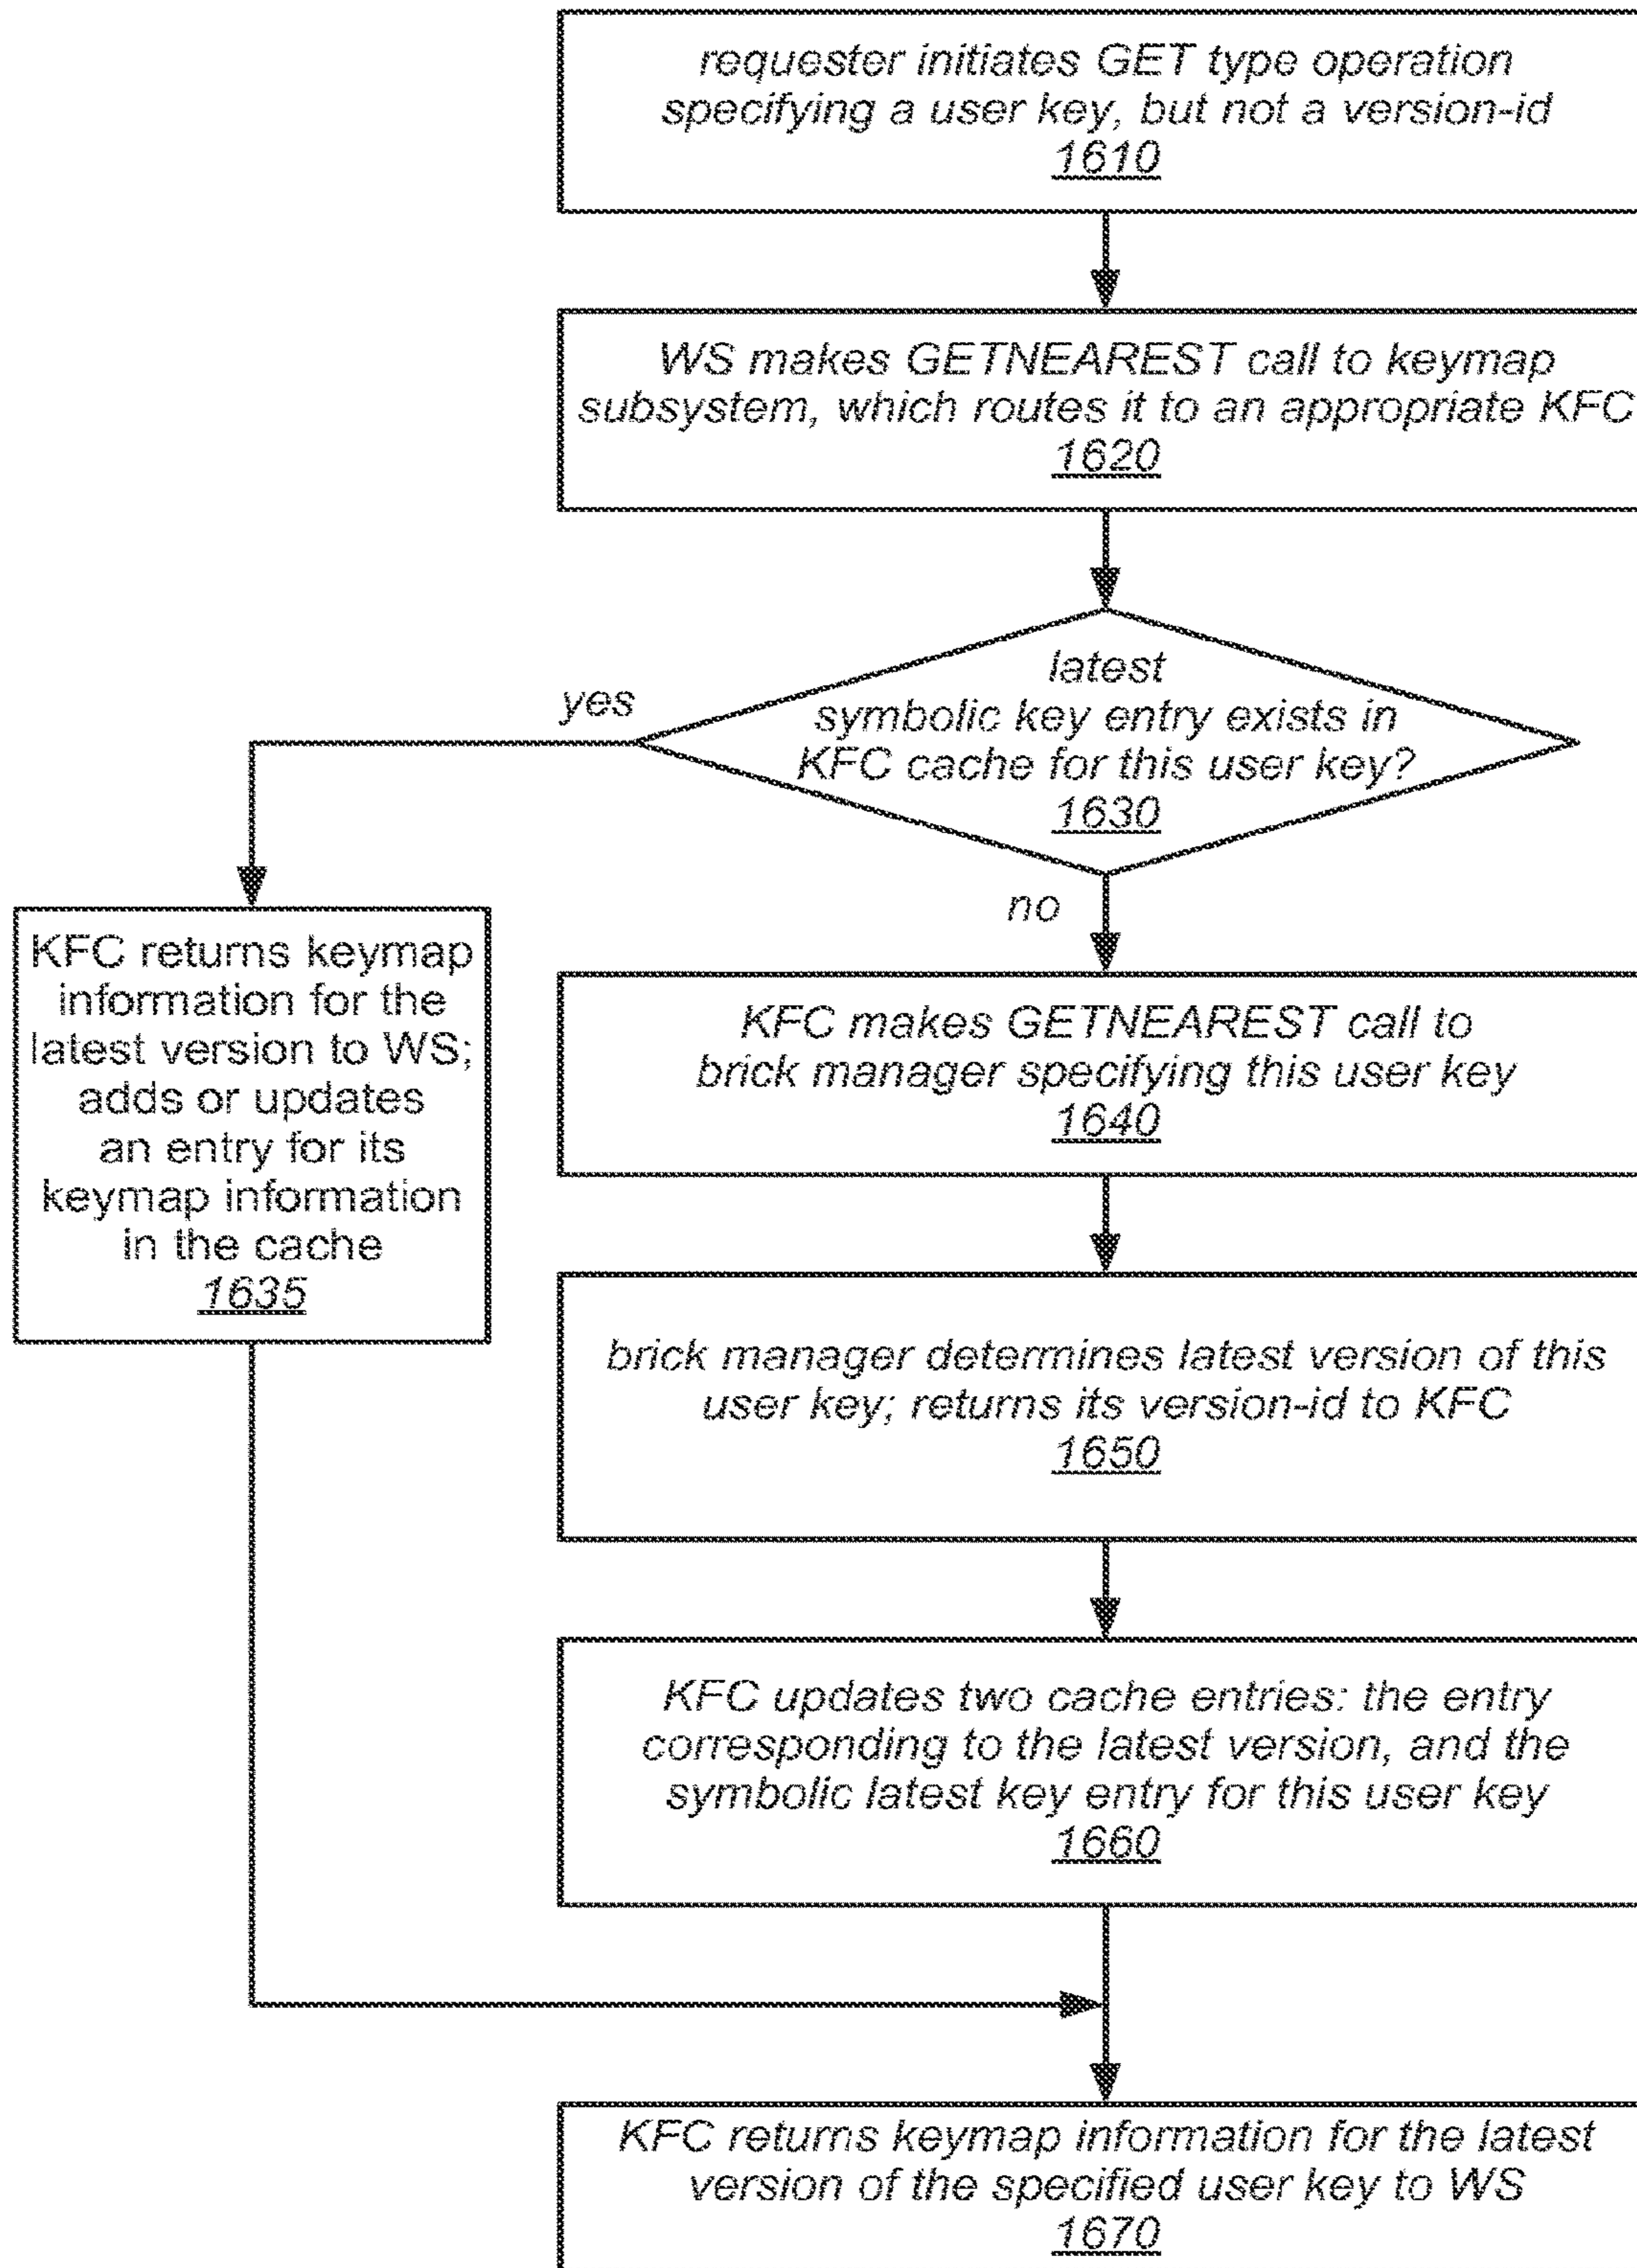 requester initiates GET type operation
specifying a user key, but not a version-id
1610
WS makes GETNEAREST call to keymap
subsystem, which routes it to an appropriate KFC
1620
latest
symbolic key entry exists in
KFC cache for this user key?
1630
yes
no
KFC returns keymap
information for the
latest version to WS;
adds or updates
an entry for its
keymap information
in the cache
1635
KFC makes GETNEAREST call to
brick manager specifying this user key
1640
brick manager determines latest version of this
user key; returns its version-id to KFC
1650
KFC updates two cache entries: the entry
corresponding to the latest version, and the
symbolic latest key entry for this user key
1660
KFC returns keymap information for the latest
version of the specified user key to WS
1670